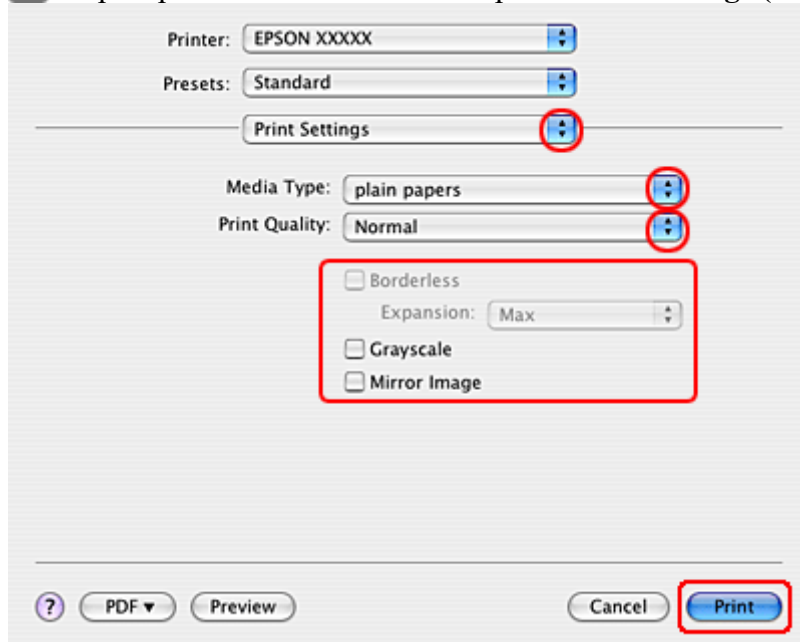 Printer: EPSON XXXXX
Presets: Standard
Print Settings
Media Type: plain papers
Print Quality: Normal
Borderless
Expansion: Max
Grayscale
Mirror Image
? PDF ▼ Preview Cancel Print